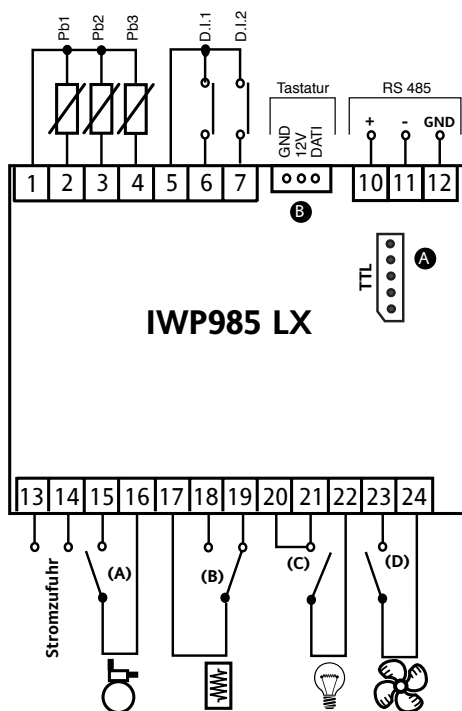 Pb1
Pb2
Pb3
D.I.1
D.I.2
Tastatur
RS 485
GND
12V
DATI
+
-
GND
1 2 3 4 5 6 7
10 11 12
B
A
TTL
IWP985 LX
13 14 15 16 17 18 19 20 21 22 23 24
Stromzufuhr
(A)
(B)
(C)
(D)